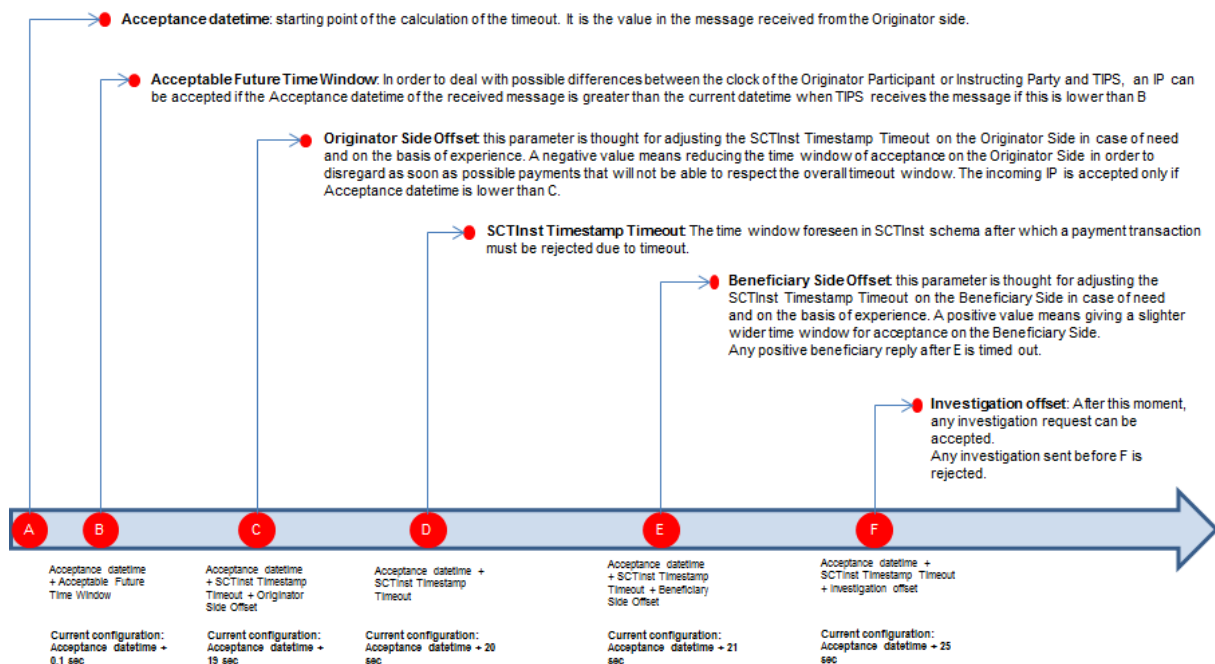 Acceptance datetime: starting point of the calculation of the timeout. It is the value in the message received from the Originator side.
Acceptable Future Time Window: In order to deal with possible differences between the clock of the Originator Participant or Instructing Party and TIPS, an IP can
be accepted if the Acceptance datetime of the received message is greater than the current datetime when TIPS receives the message if this is lower than B
Originator Side Offset: this parameter is thought for adjusting the SCTInst Timestamp Timeout on the Originator Side in case of need
and on the basis of experience. A negative value means reducing the time window of acceptance on the Originator Side in order to
disregard as soon as possible payments that will not be able to respect the overall timeout window. The incoming IP is accepted only if
Acceptance datetime is lower than C.
SCTInst Timestamp Timeout: The time window foreseen in SCTInst schema after which a payment transaction
must be rejected due to timeout.
Beneficiary Side Offset: this parameter is thought for adjusting the
SCTInst Timestamp Timeout on the Beneficiary Side in case of need
and on the basis of experience. A positive value means giving a slighter
wider time window for acceptance on the Beneficiary Side.
Any positive beneficiary reply after E is timed out.
Investigation offset: After this moment,
any investigation request can be
accepted.
Any investigation sent before F is
rejected.
A
B
C
D
E
F
Acceptance datetime
+ Acceptable Future
Time Window
Current configuration:
Acceptance datetime +
0.1 sec
Acceptance datetime
+ SCTInst Timestamp
Timeout + Originator
Side Offset
Current configuration:
Acceptance datetime +
19 sec
Acceptance datetime +
SCTInst Timestamp
Timeout
Current configuration:
Acceptance datetime + 20
sec
Acceptance datetime
+ SCTInst Timestamp
Timeout + Beneficiary
Side Offset
Current configuration:
Acceptance datetime + 21
sec
Acceptance datetime +
SCTInst Timestamp Timeout
+ Investigation offset
Current configuration:
Acceptance datetime + 25
sec